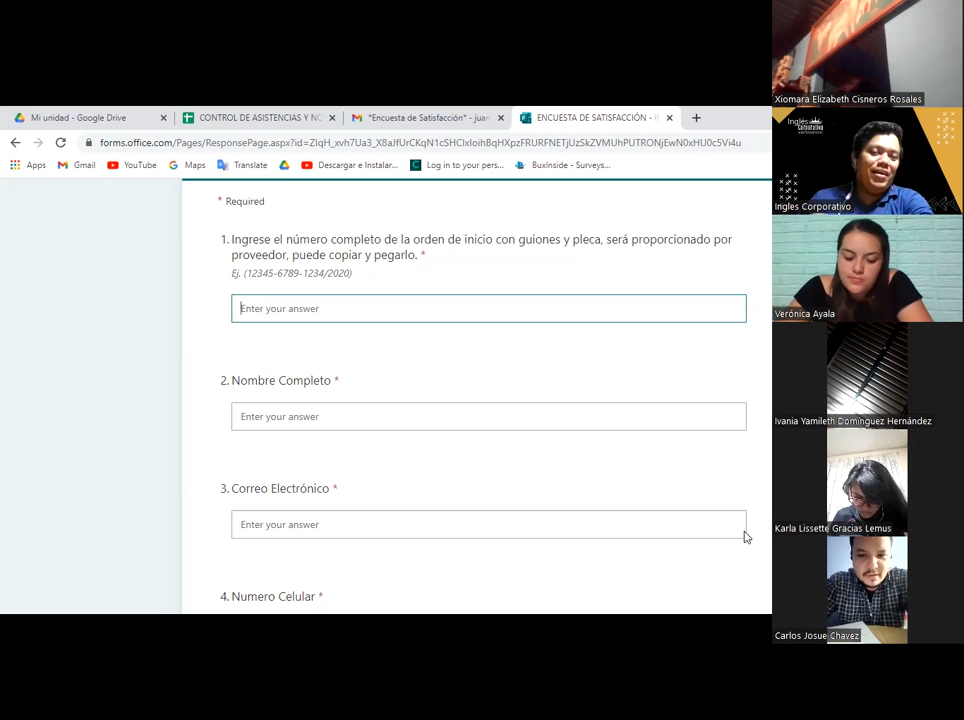 Mi unidad - Google Drive
CONTROL DE ASISTENCIAS Y NO
*Encuesta de Satisfacción* - juan
ENCUESTA DE SATISFACCIÓN - I
forms.office.com/Pages/ResponsePage.aspx?id=ZIqH_xvh7Ua3_X8aJfUrCKqN1cSHClxIoihBqHXpzFRURFNETjUzSkZVMUhPUTRONjEwN0xHU0c5Vi4u
Apps
Gmail
YouTube
Maps
Translate
Descargar e Instalar...
Log in to your pers...
BuxInside - Surveys...
* Required
1. Ingrese el número completo de la orden de inicio con guiones y pleca, será proporcionado por
proveedor, puede copiar y pegarlo. *
Ej. (12345-6789-1234/2020)
Enter your answer
2. Nombre Completo *
Enter your answer
3. Correo Electrónico *
Enter your answer
4. Numero Celular *
Xiomara Elizabeth Cisneros Rosales
Inglés
Corporativo
Ingles Corporativo
Verónica Ayala
Ivania Yamileth Domínguez Hernández
Karla Lissette Gracias Lemus
Carlos Josue Chavez